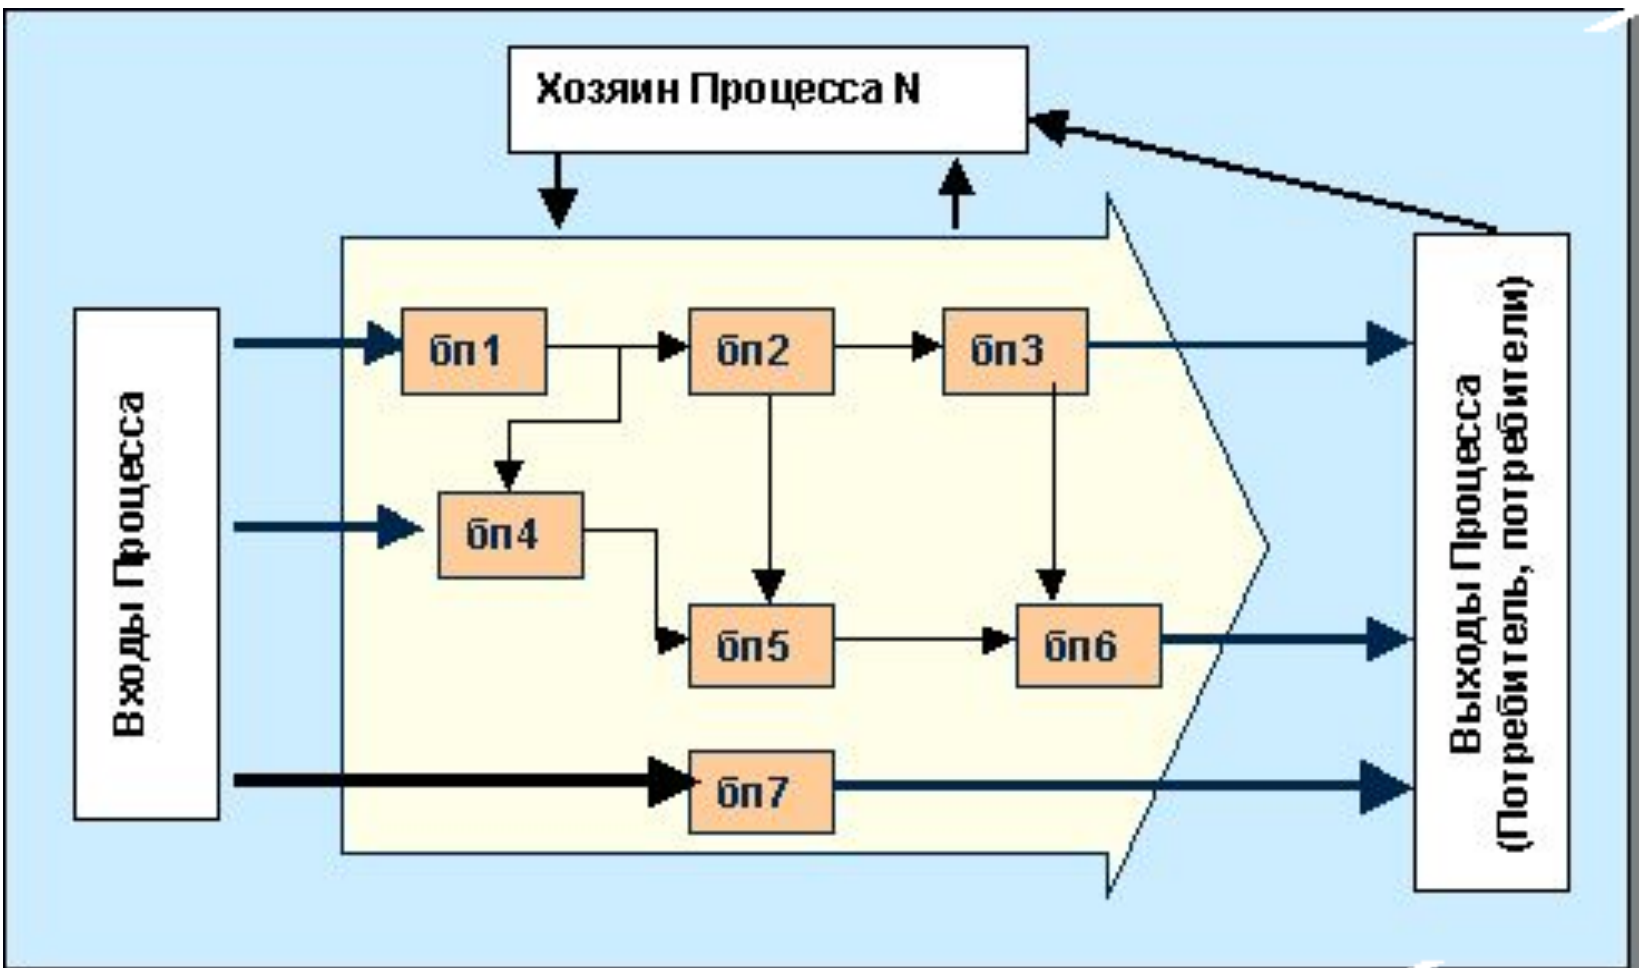 Хозяин Процесса N
Входы Процесса
бп1
бп2
бп3
бп4
бп5
бп6
бп7
Выходы Процесса
(Потребитель, потребители)